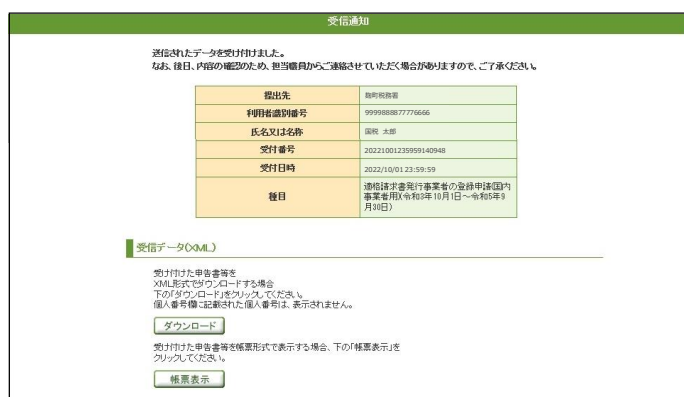 受信通知
送信されたデータを受け付けました。
なお、後日、内容の確認のため、担当職員からご連絡させていただく場合がありますので、ご了承ください。
提出先
麹町税務署
利用者識別番号
9999888877776666
氏名又は名称
国税 太郎
受付番号
20221001235959140948
受付日時
2022/10/01 23:59:59
種目
適格請求書発行事業者の登録申請(国内
事業者用)(令和3年10月1日~令和5年9
月30日)
受信データ(XML)
受け付けた申告書等を
XML形式でダウンロードする場合
下の「ダウンロード」をクリックしてください。
個人番号欄に記載された個人番号は、表示されません。
ダウンロード
受け付けた申告書等を帳票形式で表示する場合、下の「帳票表示」を
クリックしてください。
帳票表示